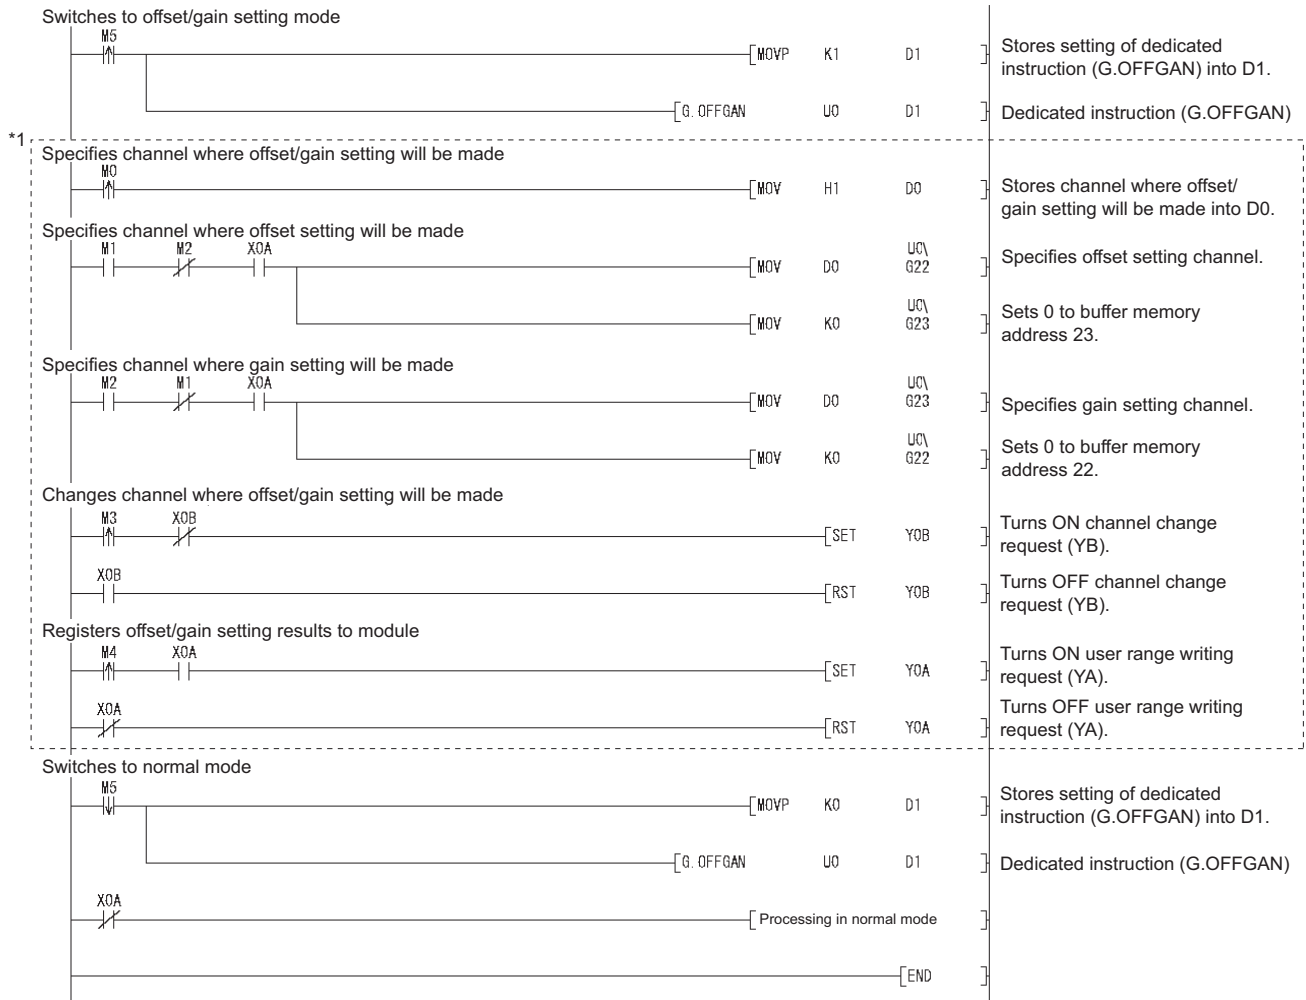 Switches to offset/gain setting mode
M5
MOVP K1 D1
Stores setting of dedicated
instruction (G.OFFGAN) into D1.
G.OFFGAN U0 D1
Dedicated instruction (G.OFFGAN)
*1
Specifies channel where offset/gain setting will be made
M0
MOV H1 D0
Stores channel where offset/
gain setting will be made into D0.
Specifies channel where offset setting will be made
M1 M2 X0A
U0\
MOV D0 G22
Specifies offset setting channel.
U0\
MOV K0 G23
Sets 0 to buffer memory
address 23.
Specifies channel where gain setting will be made
M2 M1 X0A
U0\
MOV D0 G23
Specifies gain setting channel.
U0\
MOV K0 G22
Sets 0 to buffer memory
address 22.
Changes channel where offset/gain setting will be made
M3 X0B
SET Y0B
Turns ON channel change
request (YB).
X0B
RST Y0B
Turns OFF channel change
request (YB).
Registers offset/gain setting results to module
M4 X0A
SET Y0A
Turns ON user range writing
request (YA).
X0A
RST Y0A
Turns OFF user range writing
request (YA).
Switches to normal mode
M5
MOVP K0 D1
Stores setting of dedicated
instruction (G.OFFGAN) into D1.
G.OFFGAN U0 D1
Dedicated instruction (G.OFFGAN)
X0A
Processing in normal mode
END